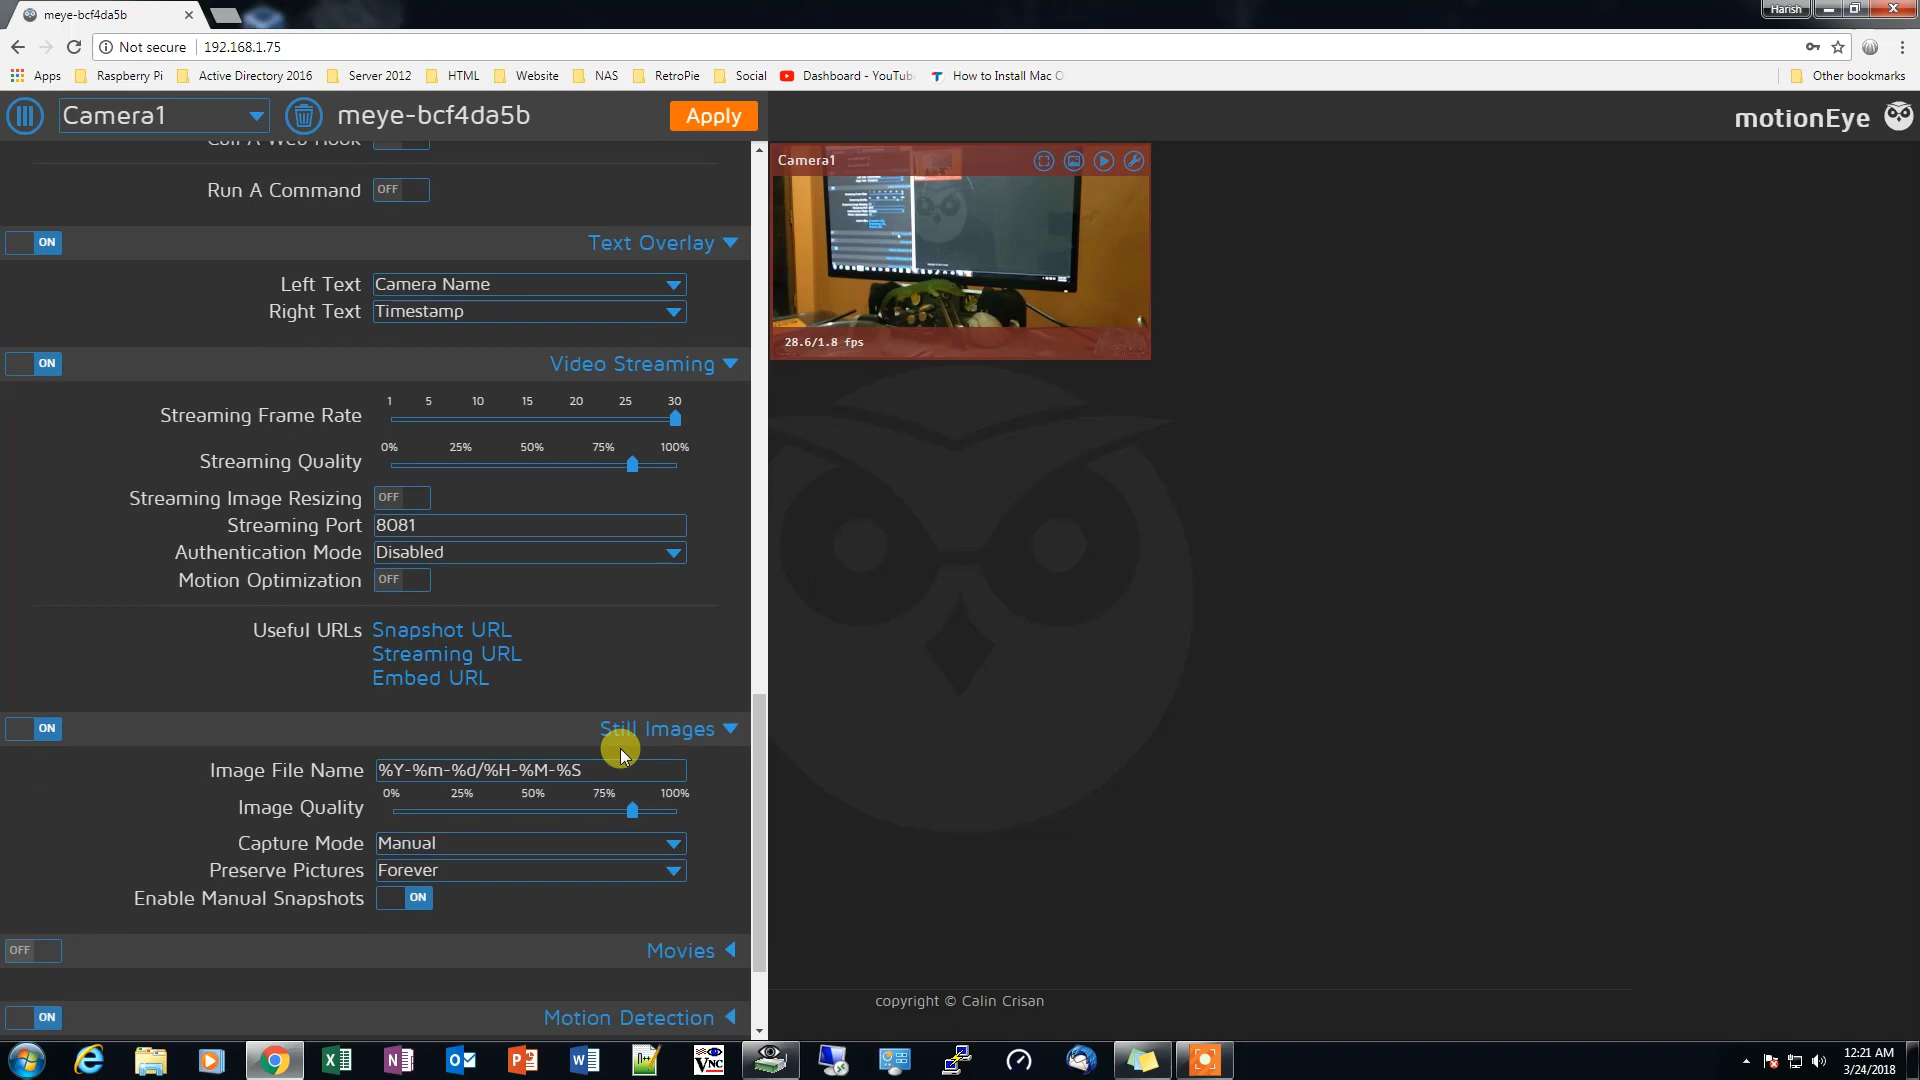 meye-bcf4da5b
Harish
Not secure
192.168.1.75
Apps
Raspberry Pi
Active Directory 2016
Server 2012
HTML
Website
NAS
RetroPie
Social
Dashboard - YouTub
How to Install Mac O
Other bookmarks
Camera1
meye-bcf4da5b
Apply
motionEye
Call A Web Hook
Run A Command OFF
ON Text Overlay
Left Text Camera Name
Right Text Timestamp
ON Video Streaming
1 5 10 15 20 25 30
Streaming Frame Rate
0% 25% 50% 75% 100%
Streaming Quality
Streaming Image Resizing OFF
Streaming Port 8081
Authentication Mode Disabled
Motion Optimization OFF
Useful URLs Snapshot URL
Streaming URL
Embed URL
ON Still Images
Image File Name %Y-%m-%d/%H-%M-%S
0% 25% 50% 75% 100%
Image Quality
Capture Mode Manual
Preserve Pictures Forever
Enable Manual Snapshots ON
OFF Movies
ON Motion Detection
Camera1
28.6/1.8 fps
copyright © Calin Crisan
12:21 AM
3/24/2018